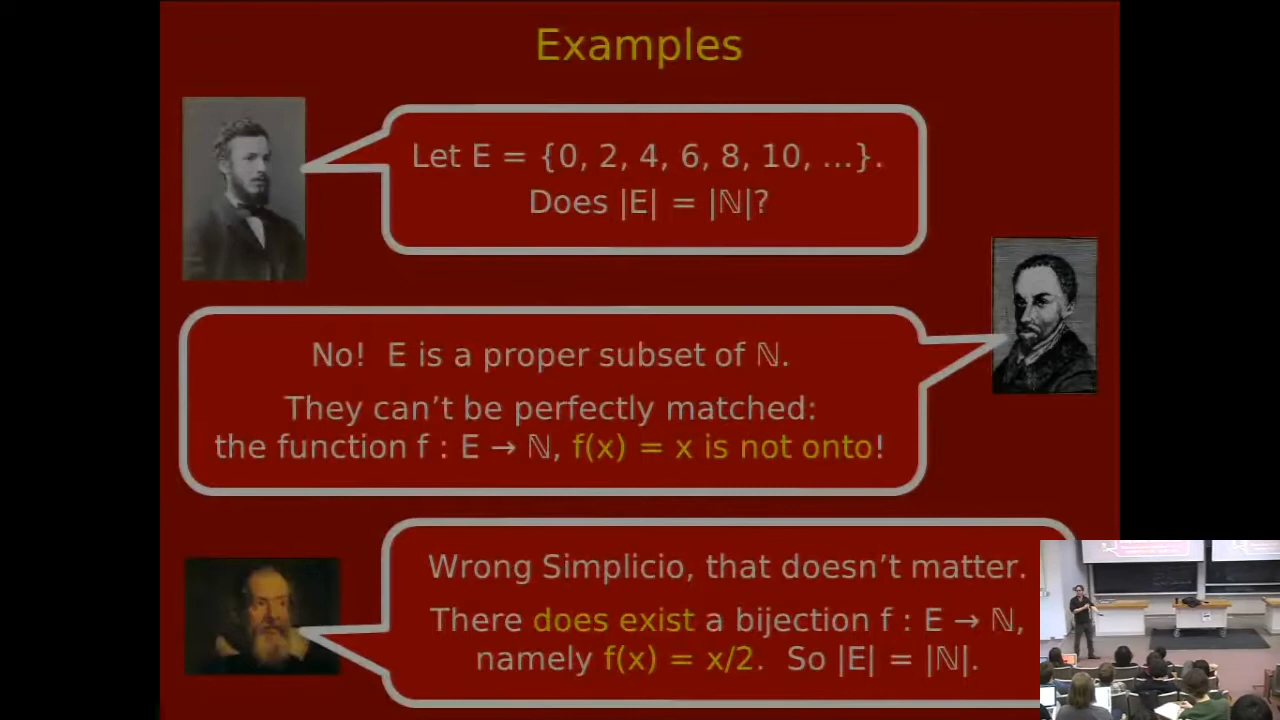 Examples
Let E = {0, 2, 4, 6, 8, 10, …}.
Does |E| = |ℕ|?
No!  E is a proper subset of ℕ.
They can’t be perfectly matched:
the function f : E → ℕ, f(x) = x is not onto!
Wrong Simplicio, that doesn’t matter.
There does exist a bijection f : E → ℕ,
namely f(x) = x/2.  So |E| = |ℕ|.